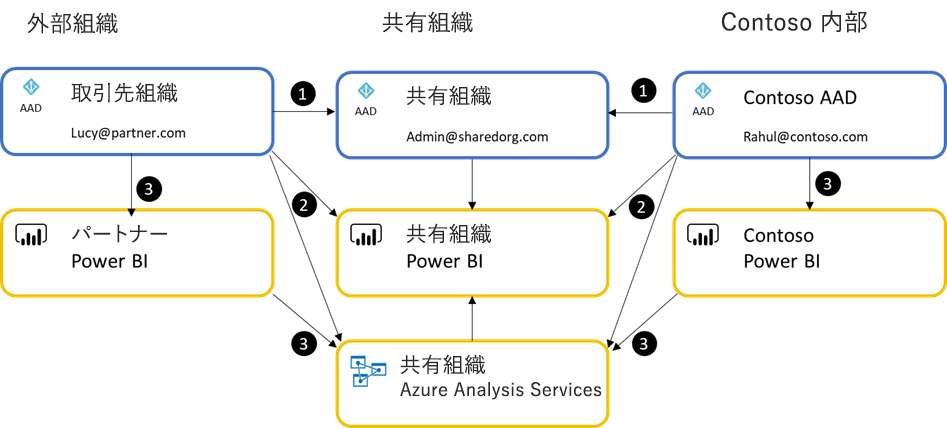 外部組織
共有組織
Contoso 内部
AAD
取引先組織
Lucy@partner.com
1
AAD
共有組織
Admin@sharedorg.com
1
AAD
Contoso AAD
Rahul@contoso.com
3
2
2
3
パートナー
Power BI
共有組織
Power BI
Contoso
Power BI
3
3
共有組織
Azure Analysis Services